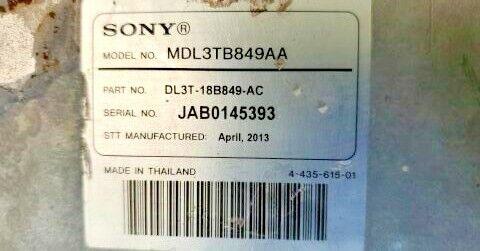 SONY®
MODEL NO. MDL3TB849AA
PART NO. DL3T-18B849-AC
SERIAL NO. JAB0145393
STT MANUFACTURED: April, 2013
MADE IN THAILAND 4-435-615-01